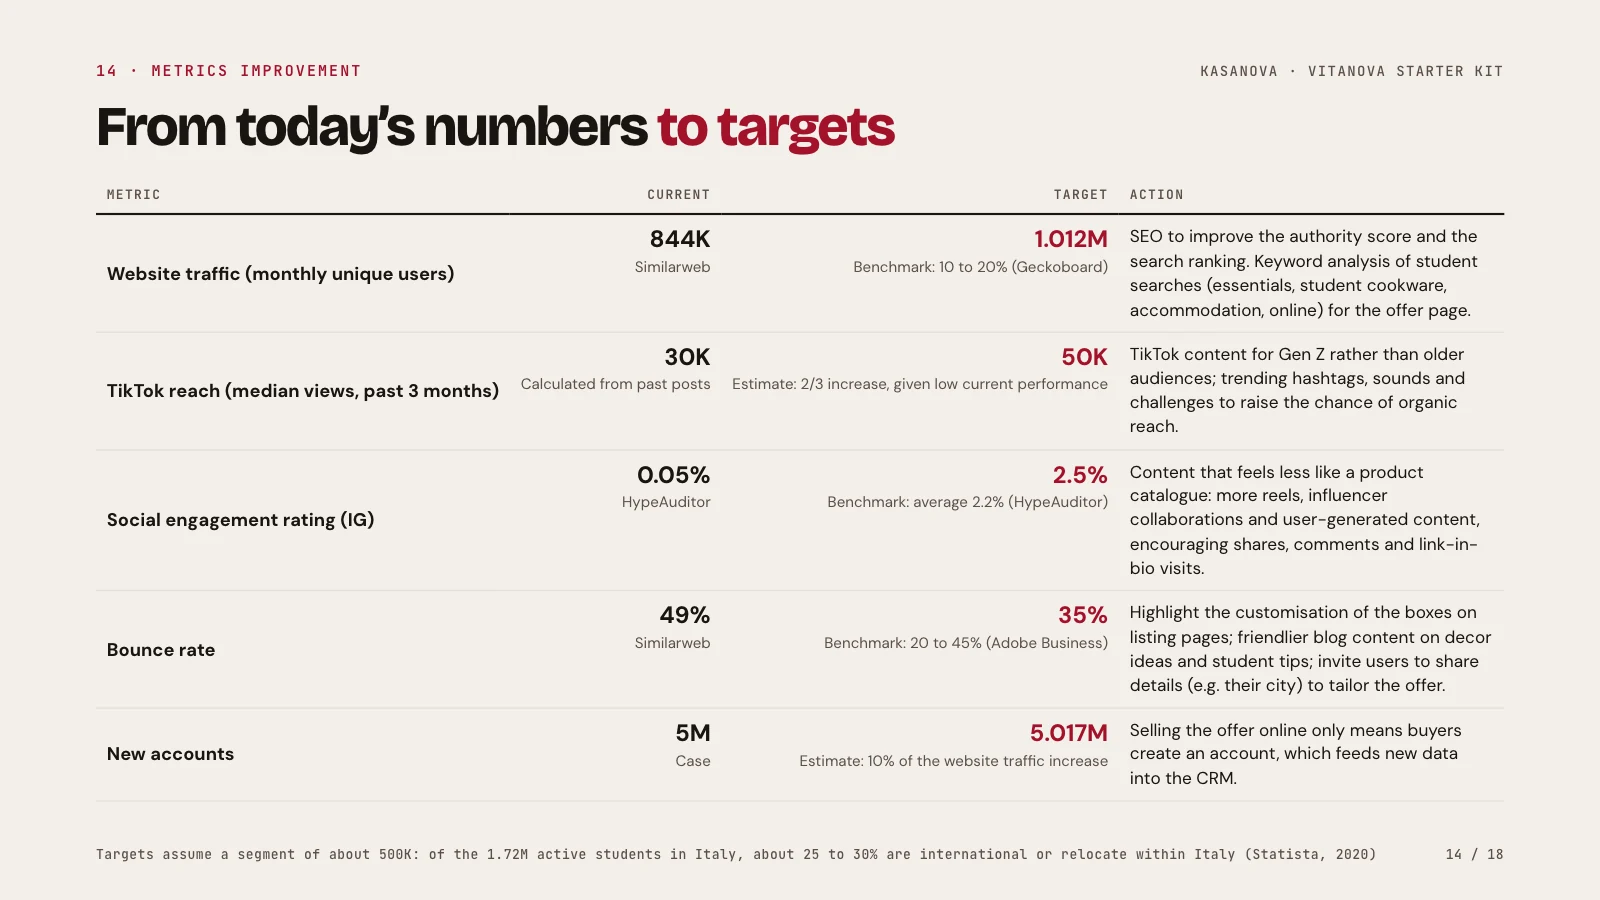 14 · METRICS IMPROVEMENT
KASANOVA · VITANOVA STARTER KIT
From today’s numbers to targets
METRIC CURRENT TARGET ACTION
Website traffic (monthly unique users)
844K
Similarweb
1.012M
Benchmark: 10 to 20% (Geckoboard)
SEO to improve the authority score and the
search ranking. Keyword analysis of student
searches (essentials, student cookware,
accommodation, online) for the offer page.
TikTok reach (median views, past 3 months)
30K
Calculated from past posts
50K
Estimate: 2/3 increase, given low current performance
TikTok content for Gen Z rather than older
audiences; trending hashtags, sounds and
challenges to raise the chance of organic
reach.
Social engagement rating (IG)
0.05%
HypeAuditor
2.5%
Benchmark: average 2.2% (HypeAuditor)
Content that feels less like a product
catalogue: more reels, influencer
collaborations and user-generated content,
encouraging shares, comments and link-in-
bio visits.
Bounce rate
49%
Similarweb
35%
Benchmark: 20 to 45% (Adobe Business)
Highlight the customisation of the boxes on
listing pages; friendlier blog content on decor
ideas and student tips; invite users to share
details (e.g. their city) to tailor the offer.
New accounts
5M
Case
5.017M
Estimate: 10% of the website traffic increase
Selling the offer online only means buyers
create an account, which feeds new data
into the CRM.
Targets assume a segment of about 500K: of the 1.72M active students in Italy, about 25 to 30% are international or relocate within Italy (Statista, 2020)
14 / 18